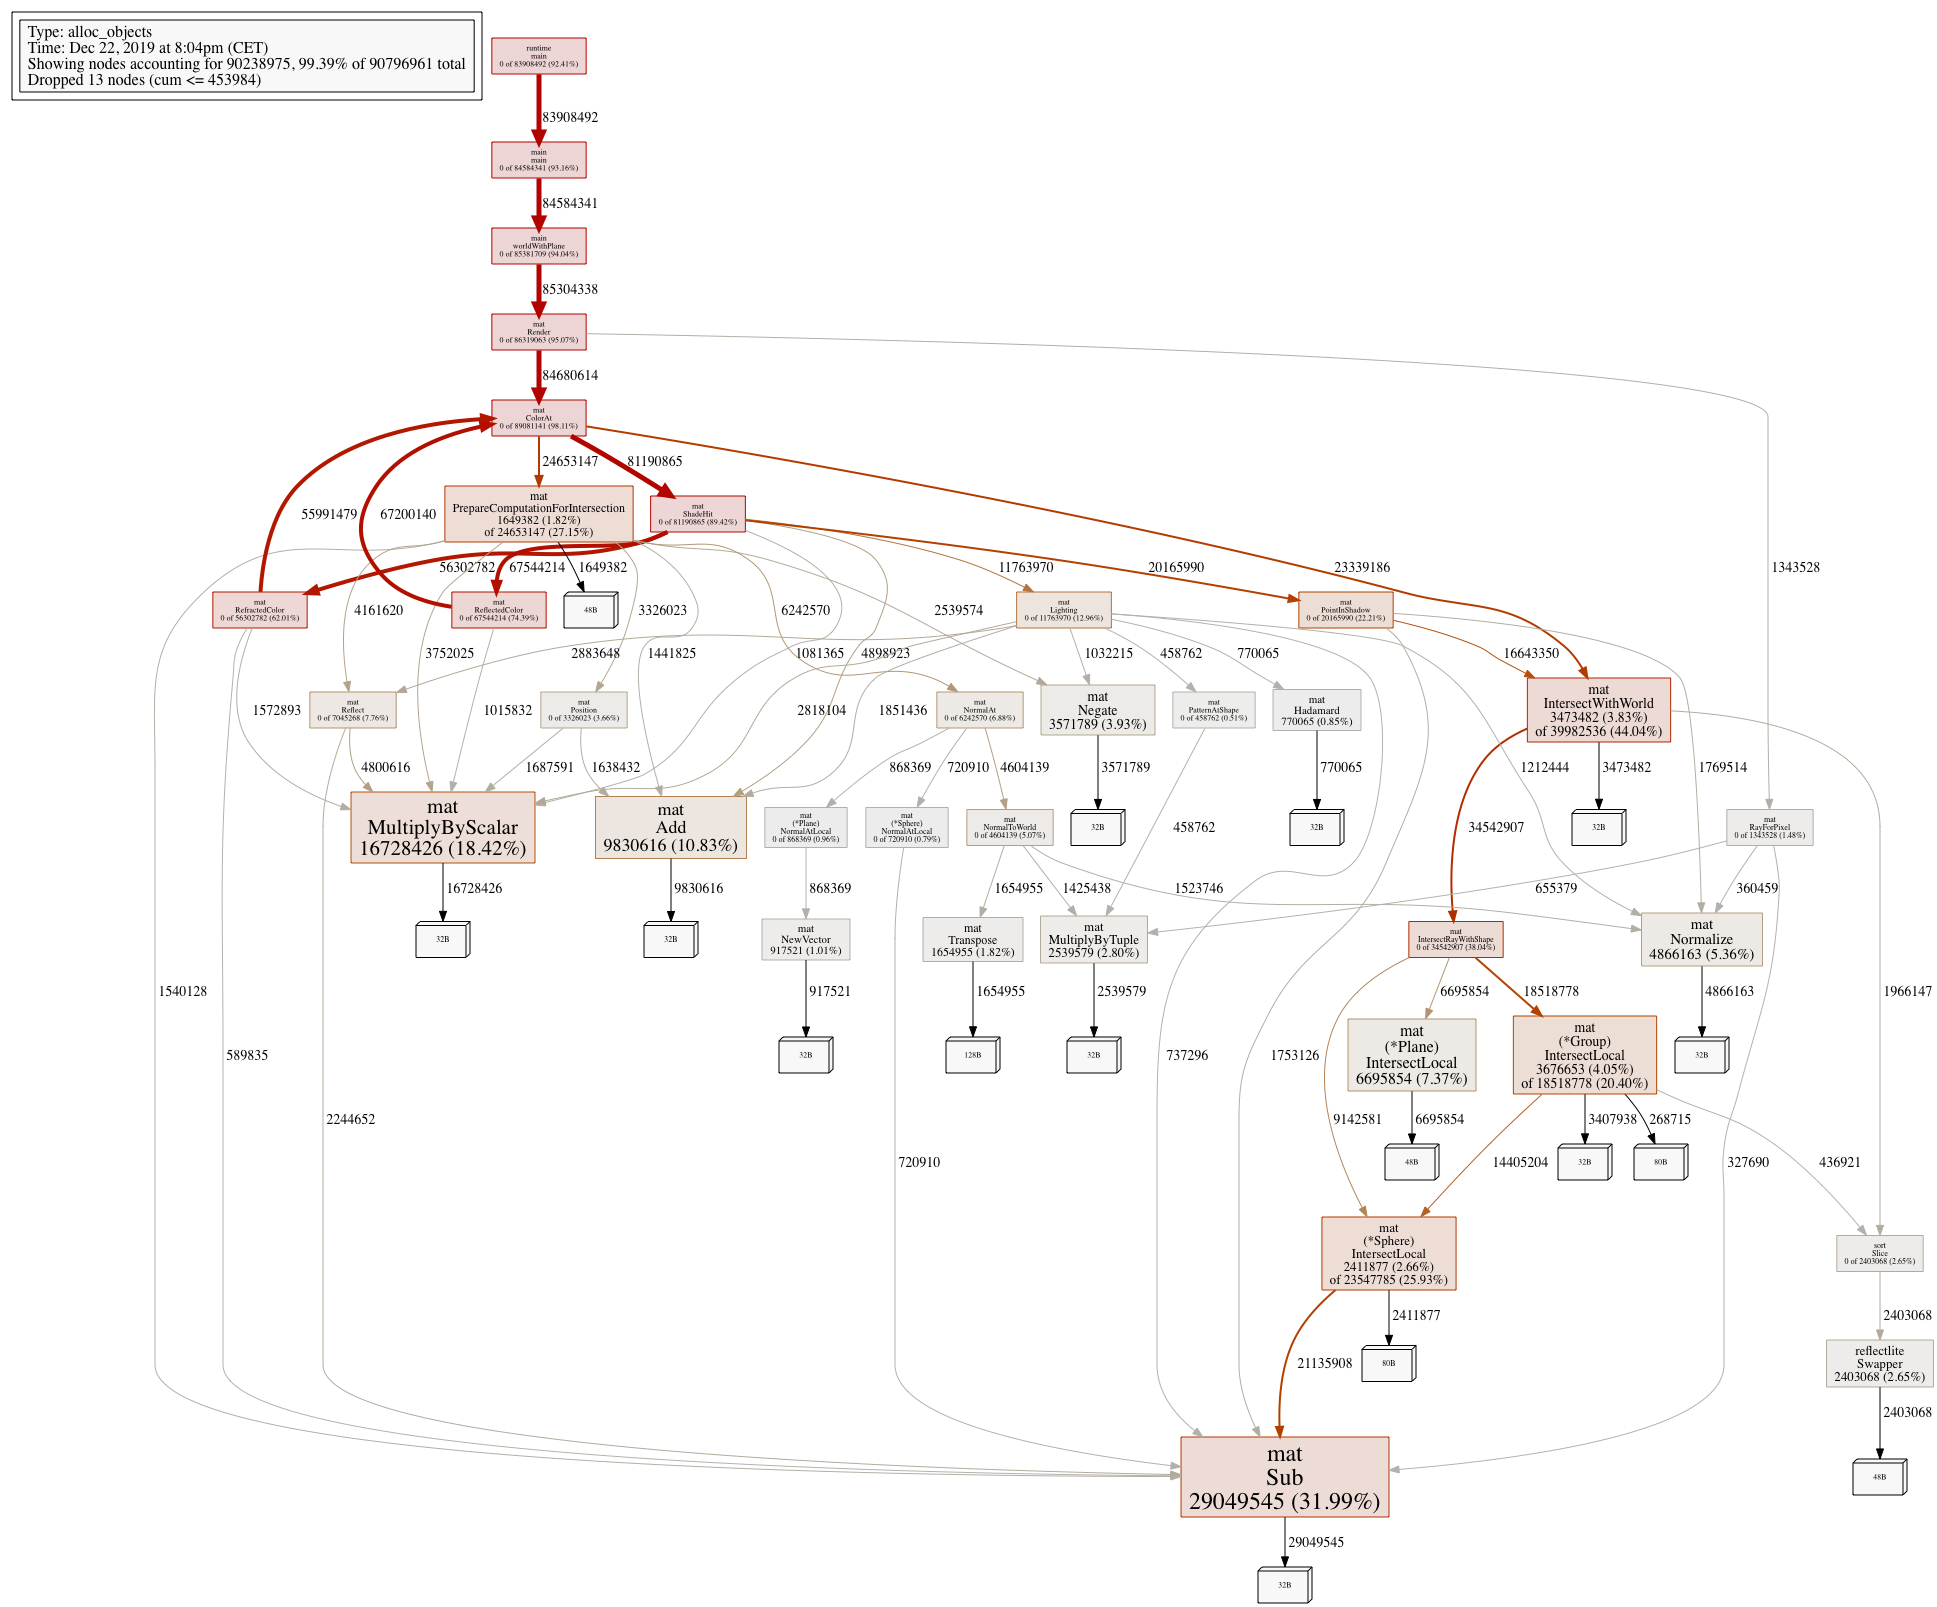 Type: alloc_objects
Time: Dec 22, 2019 at 8:04pm (CET)
Showing nodes accounting for 90238975, 99.39% of 90796961 total
Dropped 13 nodes (cum <= 453984)
runtime
main
0 of 83908492 (92.41%)
83908492
main
main
0 of 84584341 (93.16%)
84584341
main
worldWithPlane
0 of 85381709 (94.04%)
85304338
mat
Render
0 of 86319063 (95.07%)
84680614
mat
ColorAt
0 of 89081141 (98.11%)
24653147
81190865
55991479
67200140
mat
PrepareComputationForIntersection
1649382 (1.82%)
of 24653147 (27.15%)
mat
ShadeHit
0 of 81190865 (89.42%)
56302782
67544214
1649382
11763970
20165990
23339186
1343528
mat
RefractedColor
0 of 56302782 (62.01%)
4161620
mat
ReflectedColor
0 of 67544214 (74.39%)
48B
3326023
6242570
2539574
mat
Lighting
0 of 11763970 (12.96%)
mat
PointInShadow
0 of 20165990 (22.21%)
3752025
2883648
1441825
1081365
4898923
1032215
458762
770065
16643350
1572893
mat
Reflect
0 of 7045268 (7.76%)
1015832
mat
Position
0 of 3326023 (3.66%)
2818104
1851436
mat
NormalAt
0 of 6242570 (6.88%)
mat
Negate
3571789 (3.93%)
mat
PatternAtShape
0 of 458762 (0.51%)
mat
Hadamard
770065 (0.85%)
mat
IntersectWithWorld
3473482 (3.83%)
of 39982536 (44.04%)
4800616
1687591
1638432
868369
720910
4604139
3571789
770065
1212444
3473482
1769514
mat
MultiplyByScalar
16728426 (18.42%)
mat
Add
9830616 (10.83%)
mat
(*Plane)
NormalAtLocal
0 of 868369 (0.96%)
mat
(*Sphere)
NormalAtLocal
0 of 720910 (0.79%)
mat
NormalToWorld
0 of 4604139 (5.07%)
32B
458762
32B
34542907
32B
mat
RayForPixel
0 of 1343528 (1.48%)
16728426
9830616
868369
1654955
1425438
1523746
655379
360459
32B
32B
mat
NewVector
917521 (1.01%)
mat
Transpose
1654955 (1.82%)
mat
MultiplyByTuple
2539579 (2.80%)
mat
IntersectRayWithShape
0 of 34542907 (38.04%)
mat
Normalize
4866163 (5.36%)
1540128
917521
1654955
2539579
6695854
18518778
4866163
1966147
589835
32B
128B
32B
737296
1753126
mat
(*Plane)
IntersectLocal
6695854 (7.37%)
mat
(*Group)
IntersectLocal
3676653 (4.05%)
of 18518778 (20.40%)
32B
2244652
9142581
6695854
3407938
268715
720910
48B
14405204
32B
80B
327690
436921
mat
(*Sphere)
IntersectLocal
2411877 (2.66%)
of 23547785 (25.93%)
sort
Slice
0 of 2403068 (2.65%)
2411877
2403068
21135908
80B
reflectlite
Swapper
2403068 (2.65%)
2403068
mat
Sub
29049545 (31.99%)
48B
29049545
32B